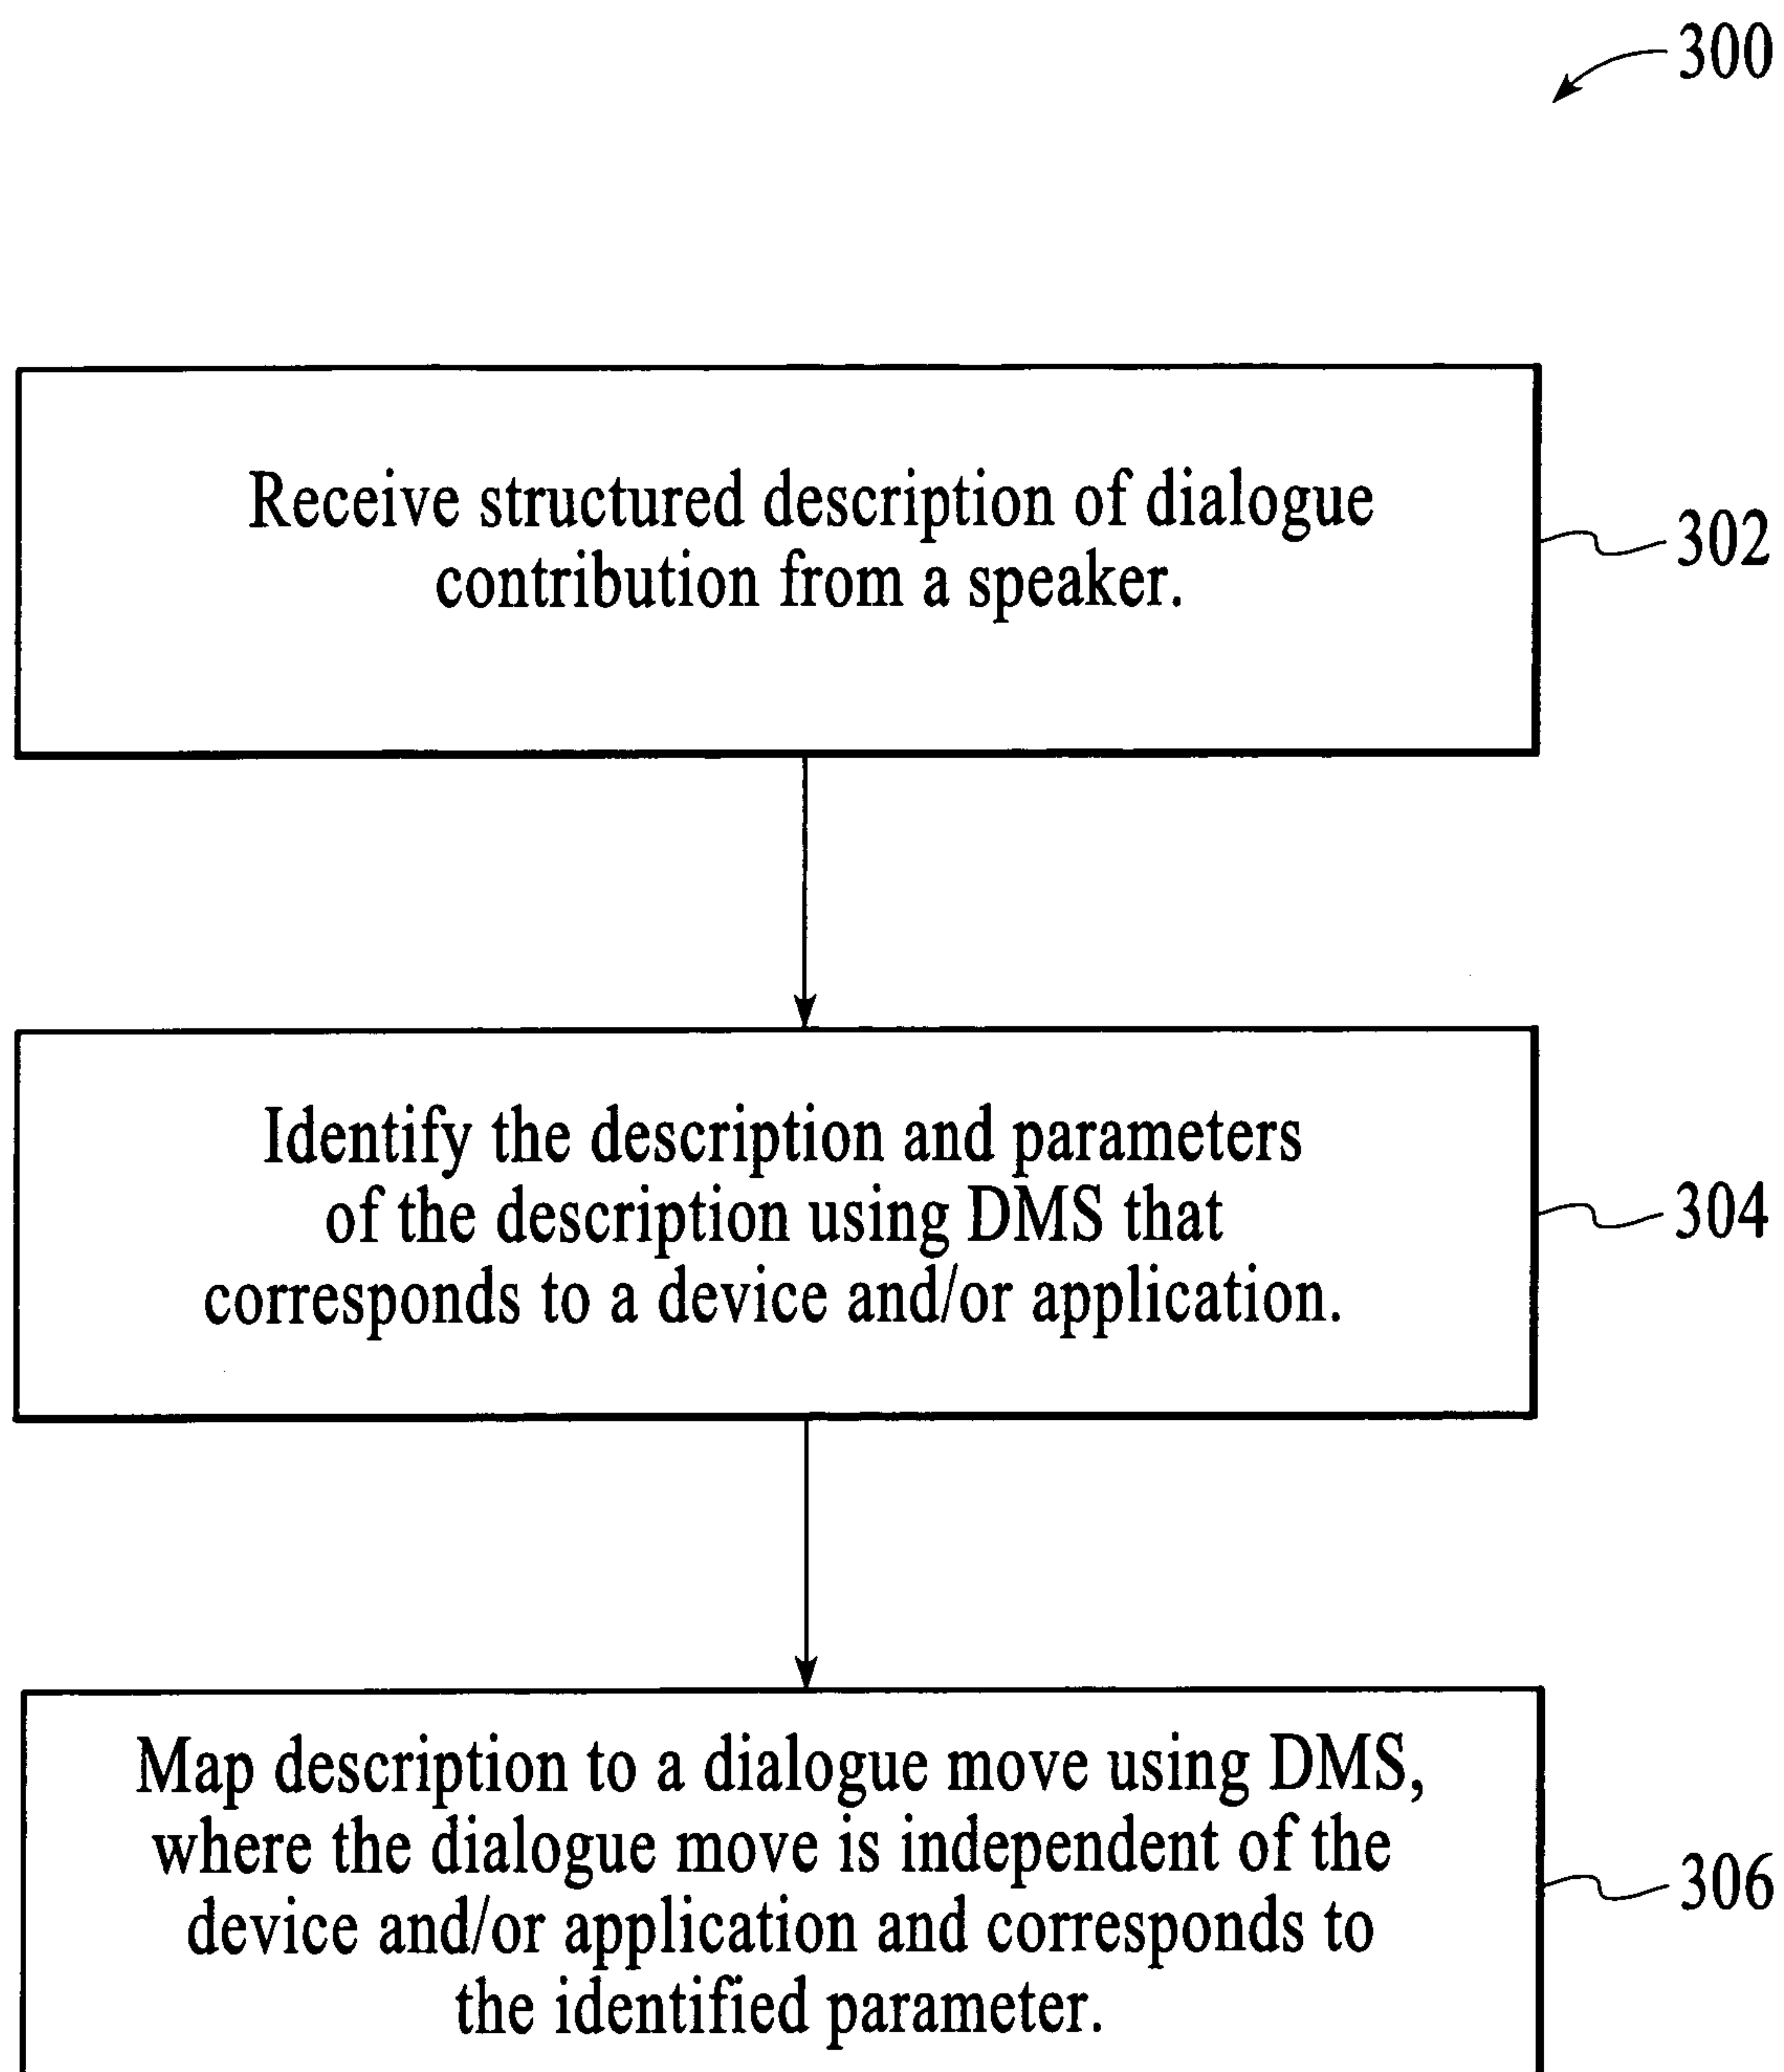 300
Receive structured description of dialogue
contribution from a speaker.
302
Identify the description and parameters
of the description using DMS that
corresponds to a device and/or application.
304
Map description to a dialogue move using DMS,
where the dialogue move is independent of the
device and/or application and corresponds to
the identified parameter.
306